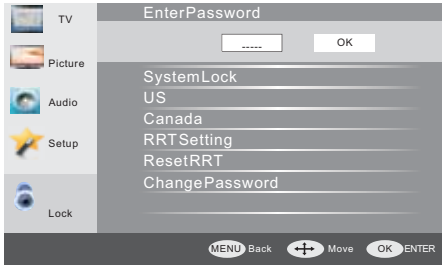 TV
Picture
Audio
Setup
Lock
EnterPassword
----- OK
SystemLock
US
Canada
RRTSetting
ResetRRT
ChangePassword
MENU Back Move OK ENTER